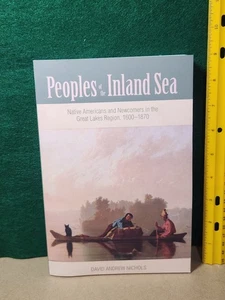 Peoples of the Inland Sea
Native Americans and Newcomers in the
Great Lakes Region, 1600–1870
DAVID ANDREW NICHOLS